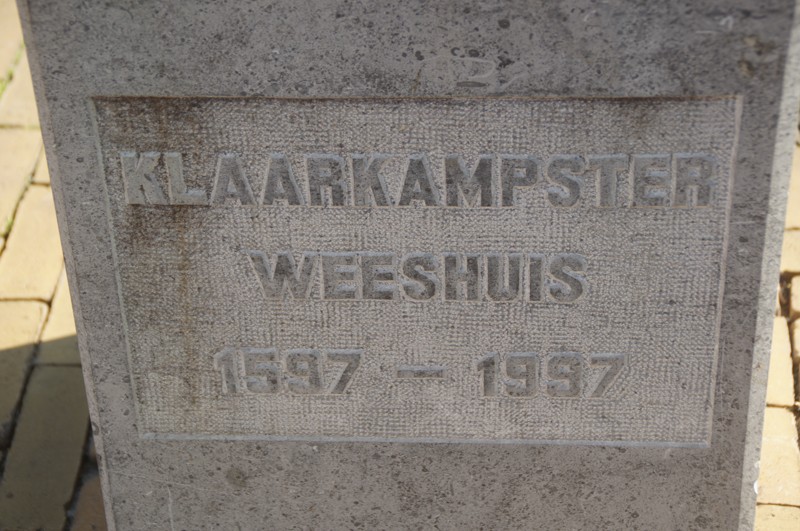 KLAARKAMPSTER
WEESHUIS
1597 - 1997